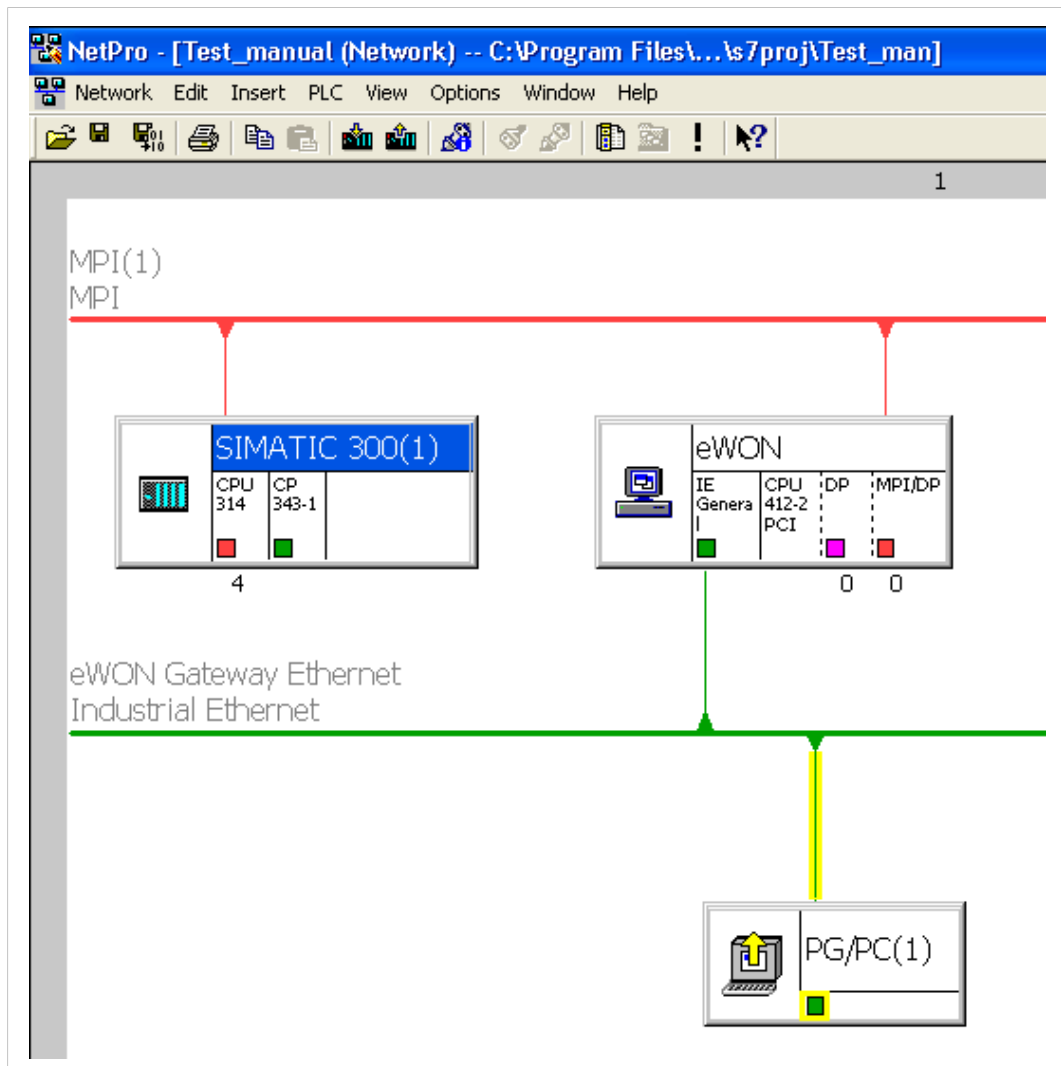 NetPro - [Test_manual (Network) -- C:\Program Files\...\s7proj\Test_man]
Network Edit Insert PLC View Options Window Help
1
MPI(1)
MPI
SIMATIC 300(1)
CPU
314
CP
343-1
4
eWON
IE
Genera
l
CPU
412-2
PCI
DP
MPI/DP
0 0
eWON Gateway Ethernet
Industrial Ethernet
PG/PC(1)